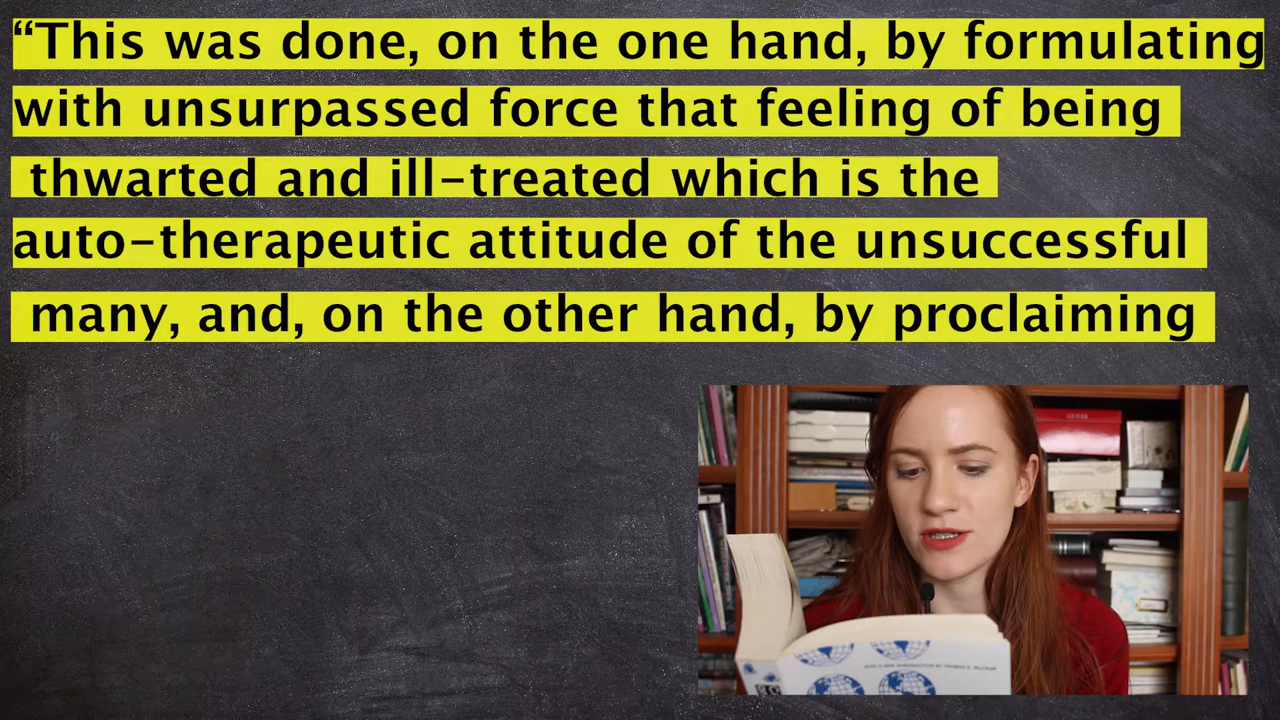 “This was done, on the one hand, by formulating
with unsurpassed force that feeling of being
thwarted and ill-treated which is the
auto-therapeutic attitude of the unsuccessful
many, and, on the other hand, by proclaiming